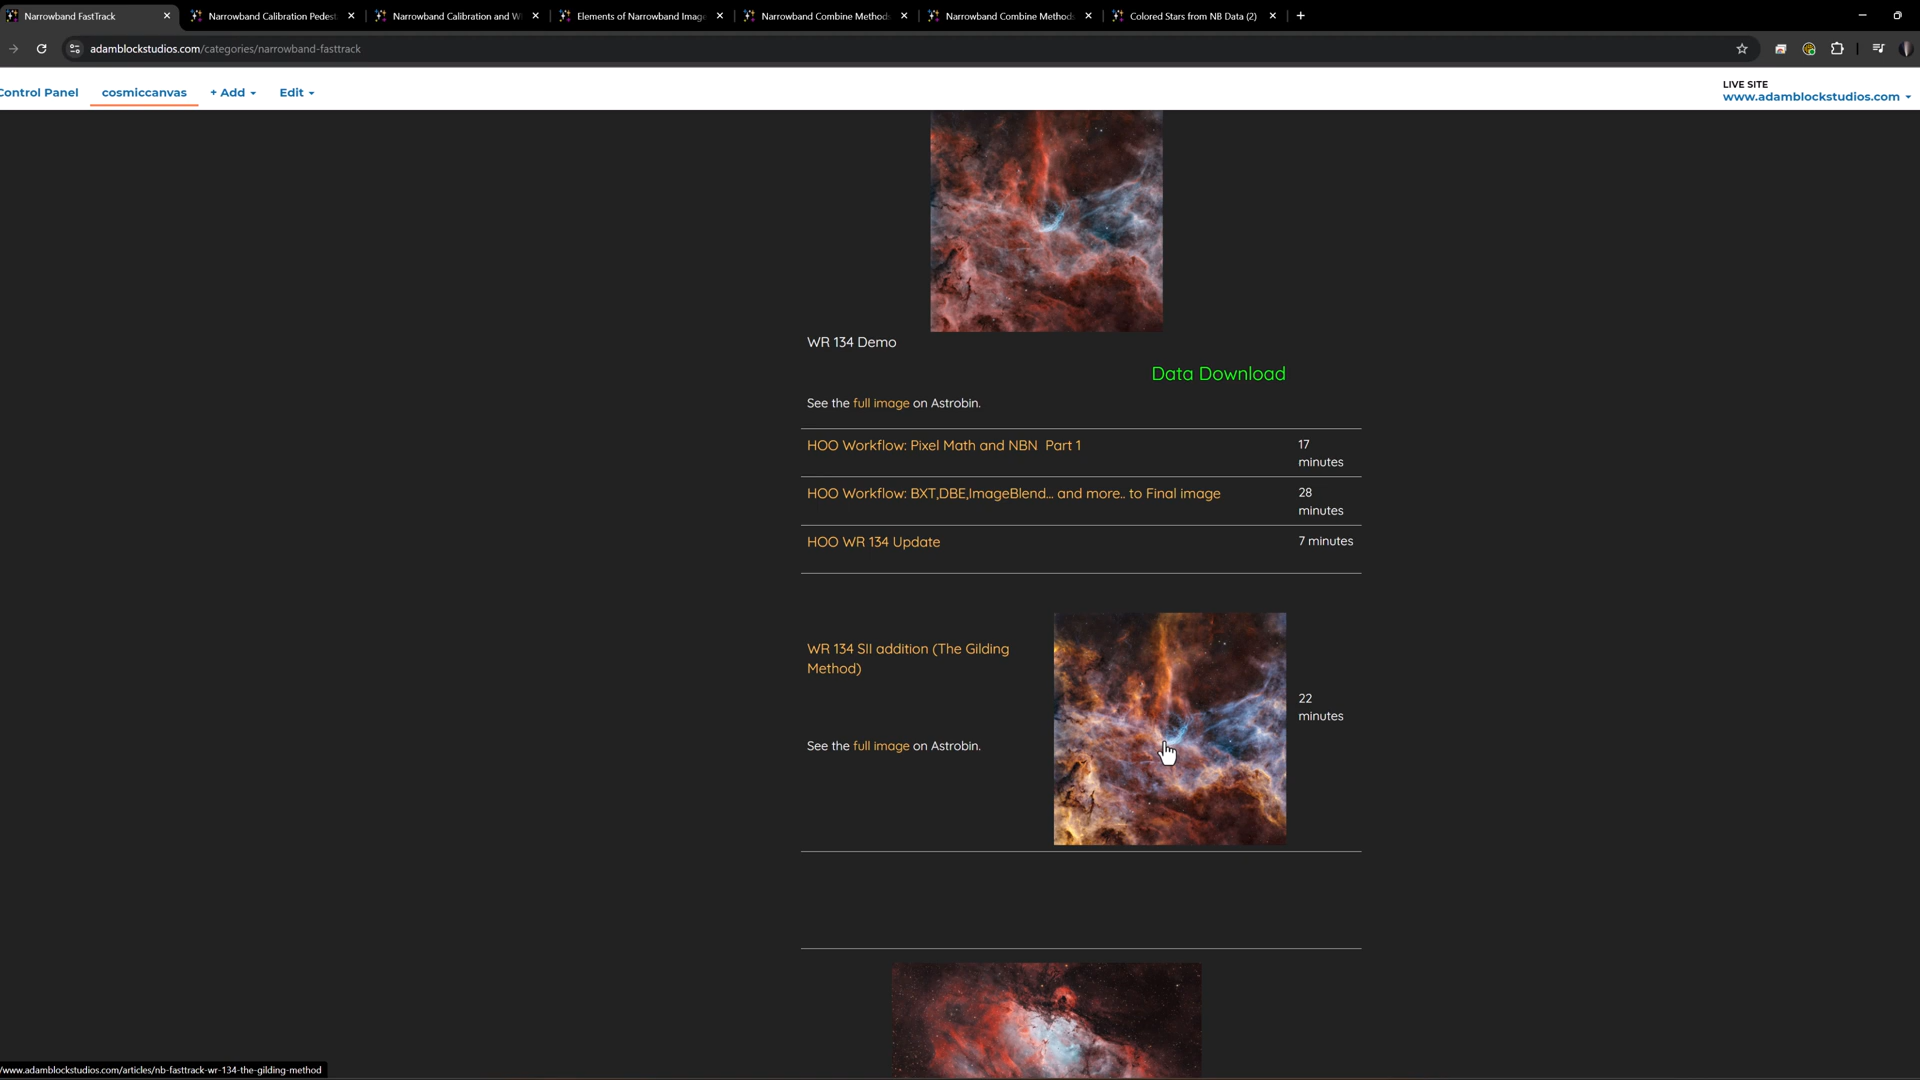 Narrowband FastTrack
Narrowband Calibration Pedest
Narrowband Calibration and W
Elements of Narrowband Image
Narrowband Combine Methods
Narrowband Combine Methods
Colored Stars from NB Data (2)
adamblockstudios.com/categories/narrowband-fasttrack
Control Panel
cosmiccanvas
+ Add
Edit
LIVE SITE
www.adamblockstudios.com
WR 134 Demo
Data Download
See the full image on Astrobin.
HOO Workflow: Pixel Math and NBN Part 1
17
minutes
HOO Workflow: BXT,DBE,ImageBlend... and more.. to Final image
28
minutes
HOO WR 134 Update
7 minutes
WR 134 SII addition (The Gilding
Method)
22
minutes
See the full image on Astrobin.
/www.adamblockstudios.com/articles/nb-fasttrack-wr-134-the-gilding-method